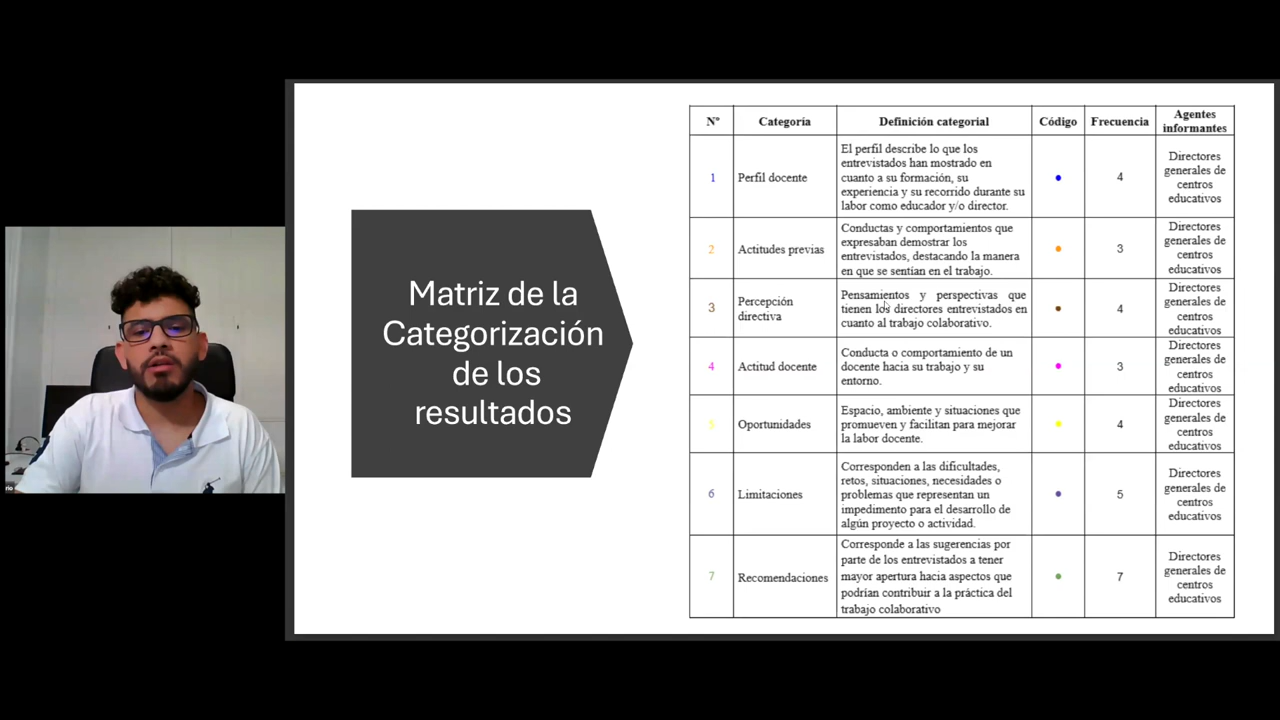 Matriz de la
Categorización
de los
resultados
Nº Categoría Definición categorial Código Frecuencia Agentes
informantes
1 Perfil docente El perfil describe lo que los
entrevistados han mostrado en
cuanto a su formación, su
experiencia y su recorrido durante su
labor como educador y/o director.
4
Directores
generales de
centros
educativos
2 Actitudes previas Conductas y comportamientos que
expresaban demostrar los
entrevistados, destacando la manera
en que se sentían en el trabajo.
3
Directores
generales de
centros
educativos
3 Percepción
directiva
Pensamientos y perspectivas que
tienen los directores entrevistados en
cuanto al trabajo colaborativo.
4
Directores
generales de
centros
educativos
4 Actitud docente Conducta o comportamiento de un
docente hacia su trabajo y su
entorno.
3
Directores
generales de
centros
educativos
5 Oportunidades Espacio, ambiente y situaciones que
promueven y facilitan para mejorar
la labor docente.
4
Directores
generales de
centros
educativos
6 Limitaciones Corresponden a las dificultades,
retos, situaciones, necesidades o
problemas que representan un
impedimento para el desarrollo de
algún proyecto o actividad.
5
Directores
generales de
centros
educativos
7 Recomendaciones Corresponde a las sugerencias por
parte de los entrevistados a tener
mayor apertura hacia aspectos que
podrían contribuir a la práctica del
trabajo colaborativo
7
Directores
generales de
centros
educativos